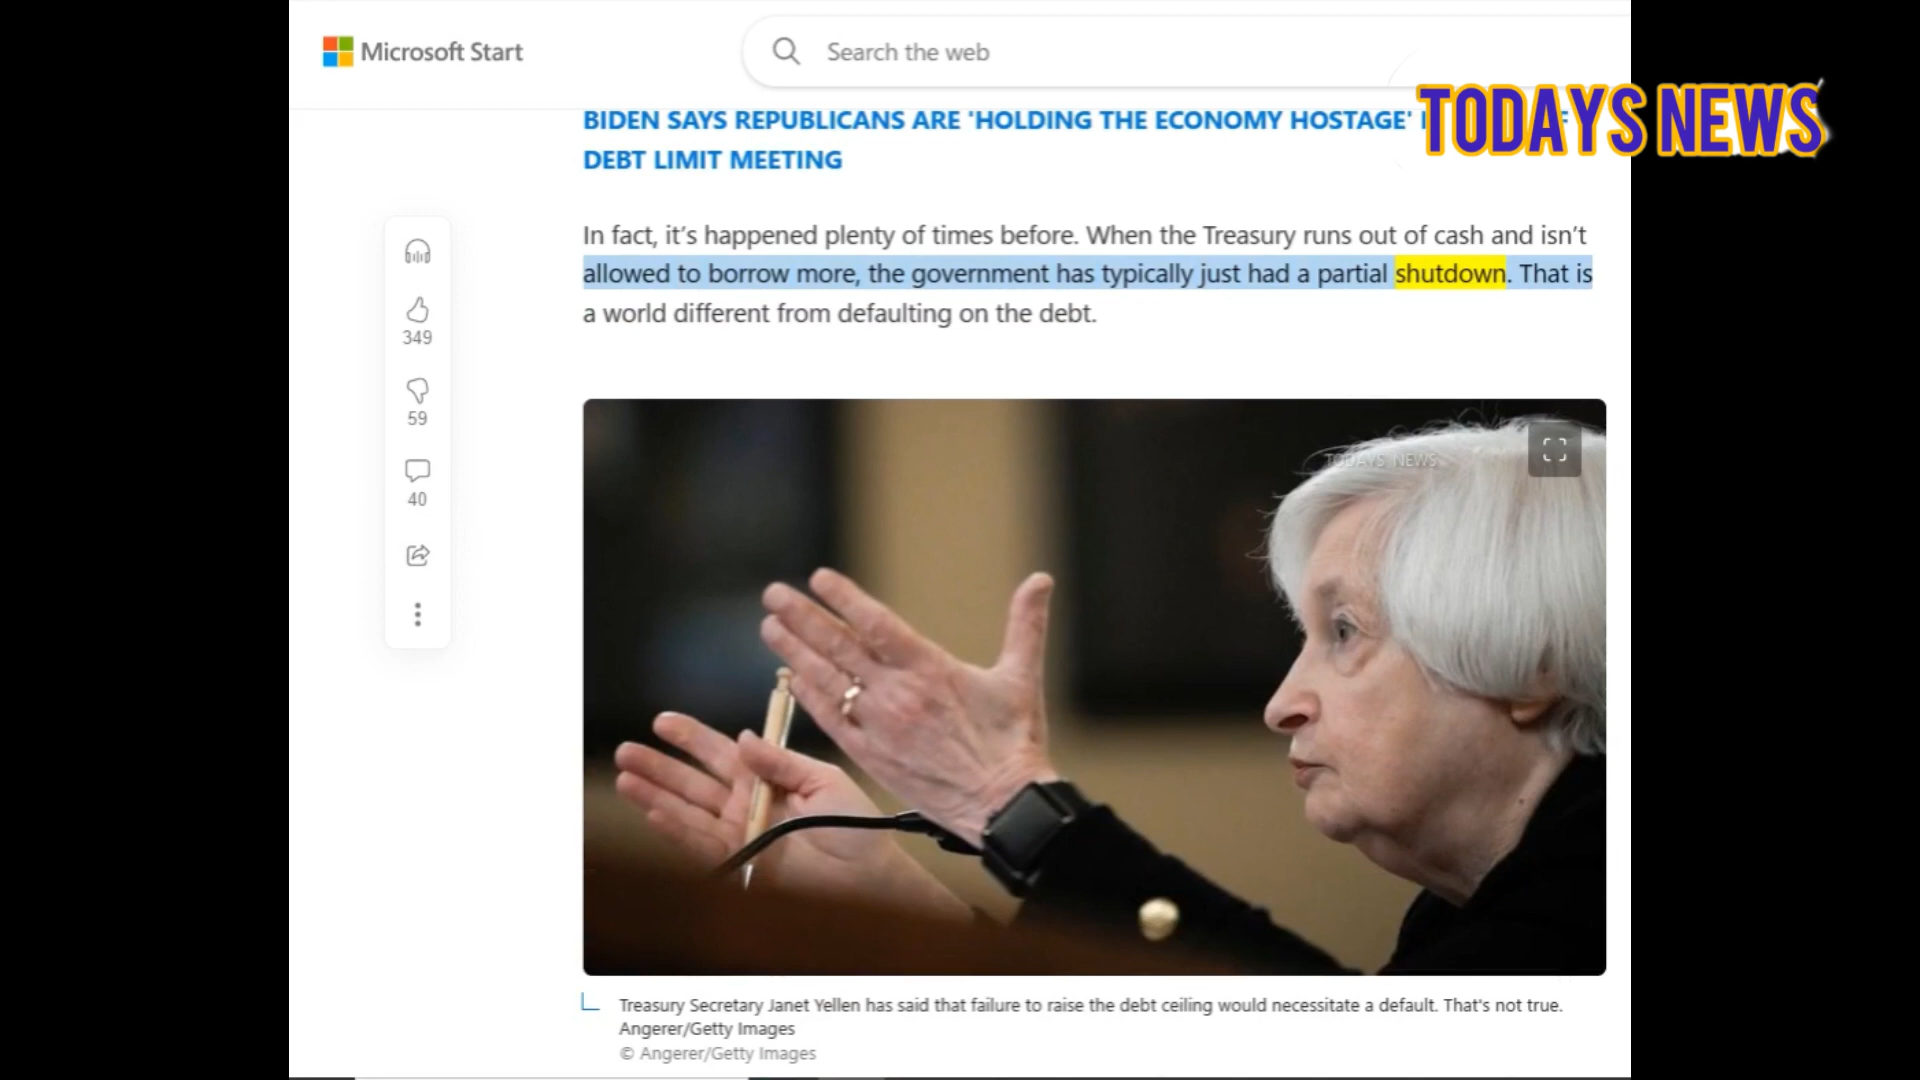 Microsoft Start
Search the web
TODAYS NEWS
BIDEN SAYS REPUBLICANS ARE 'HOLDING THE ECONOMY HOSTAGE'
DEBT LIMIT MEETING
In fact, it's happened plenty of times before. When the Treasury runs out of cash and isn't
allowed to borrow more, the government has typically just had a partial shutdown. That is
a world different from defaulting on the debt.
349
59
40
TODAYS NEWS
Treasury Secretary Janet Yellen has said that failure to raise the debt ceiling would necessitate a default. That's not true.
Angerer/Getty Images
© Angerer/Getty Images